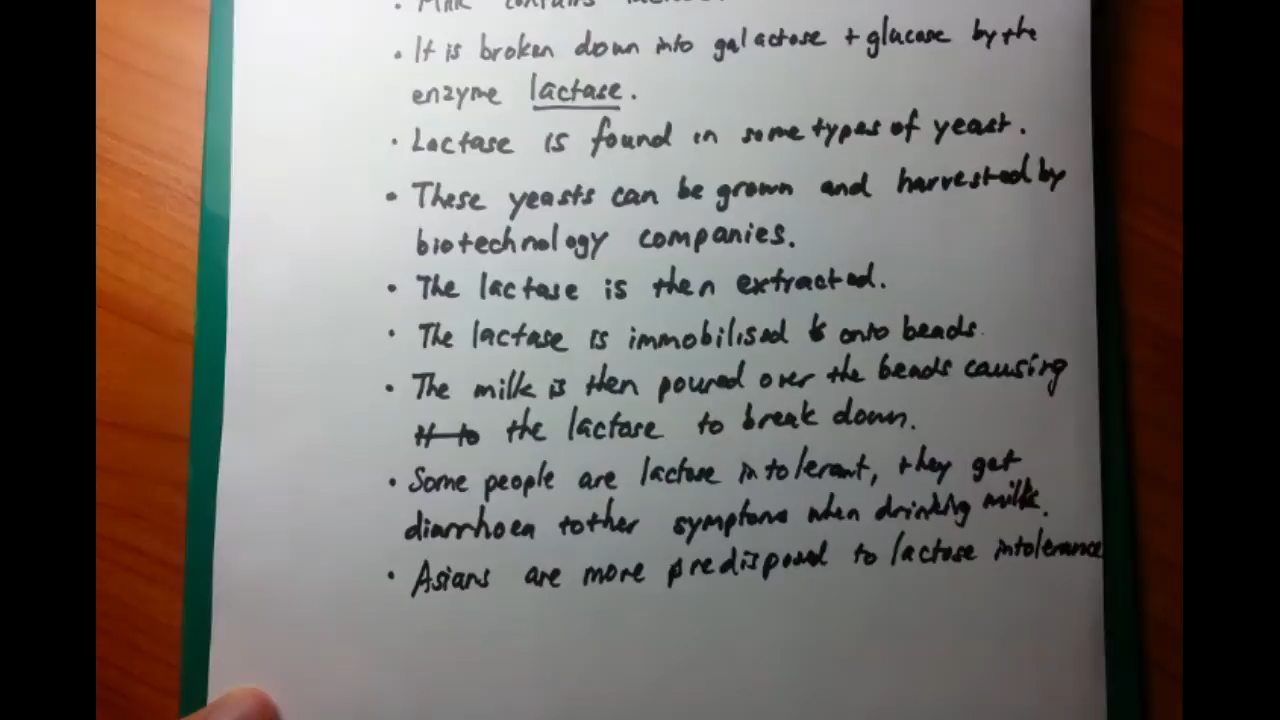 • Milk contains
• It is broken down into galactose + glucose by the
enzyme lactase.
• Lactase is found in some types of yeast.
• These yeasts can be grown and harvested by
biotechnology companies.
• The lactase is then extracted.
• The lactase is immobilised onto beads.
• The milk is then poured over the beads causing
the lactase to break down.
• Some people are lactose intolerant, they get
diarrhoea + other symptoms when drinking milk.
• Asians are more predisposed to lactose intolerance